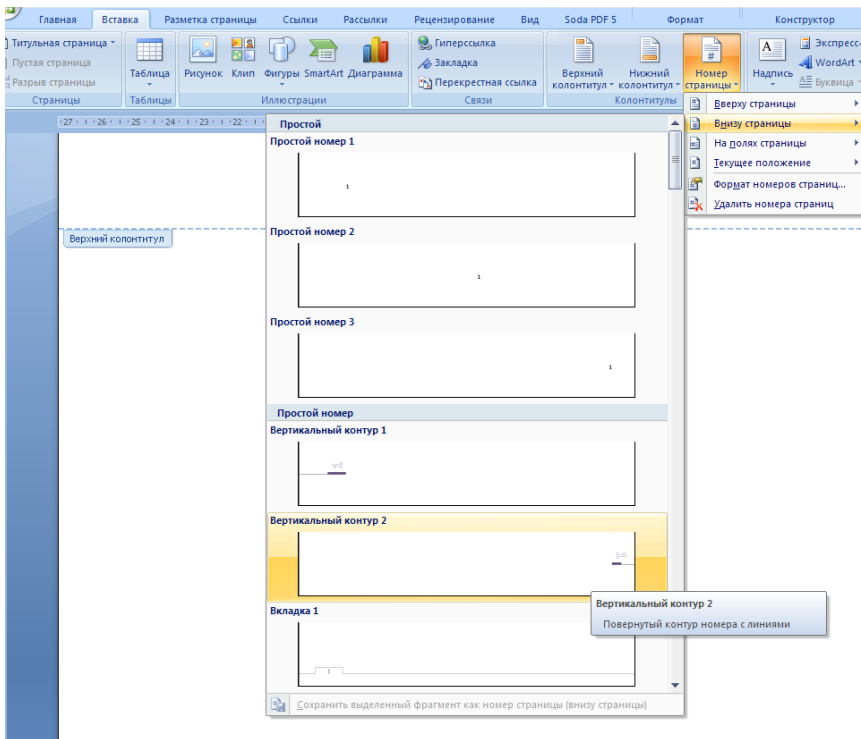 Главная Вставка Разметка страницы Ссылки Рассылки Рецензирование Вид Soda PDF 5 Формат Конструктор
Титульная страница
Пустая страница
Разрыв страницы
Страницы
Таблица
Таблицы
Рисунок Клип Фигуры SmartArt Диаграмма
Иллюстрации
Гиперссылка
Закладка
Перекрестная ссылка
Связи
Верхний колонтитул
Нижний колонтитул
Номер страницы
Колонтитулы
Надпись
Экспресс-
WordArt
Буквица
Вверху страницы
Внизу страницы
На полях страницы
Текущее положение
Формат номеров страниц...
Удалить номера страниц
27 26 25 24 23 22
Верхний колонтитул
Простой
Простой номер 1
1
Простой номер 2
1
Простой номер 3
1
Простой номер
Вертикальный контур 1
Вертикальный контур 2
Вертикальный контур 2
Повернутый контур номера с линиями
Вкладка 1
1
Сохранить выделенный фрагмент как номер страницы (внизу страницы)